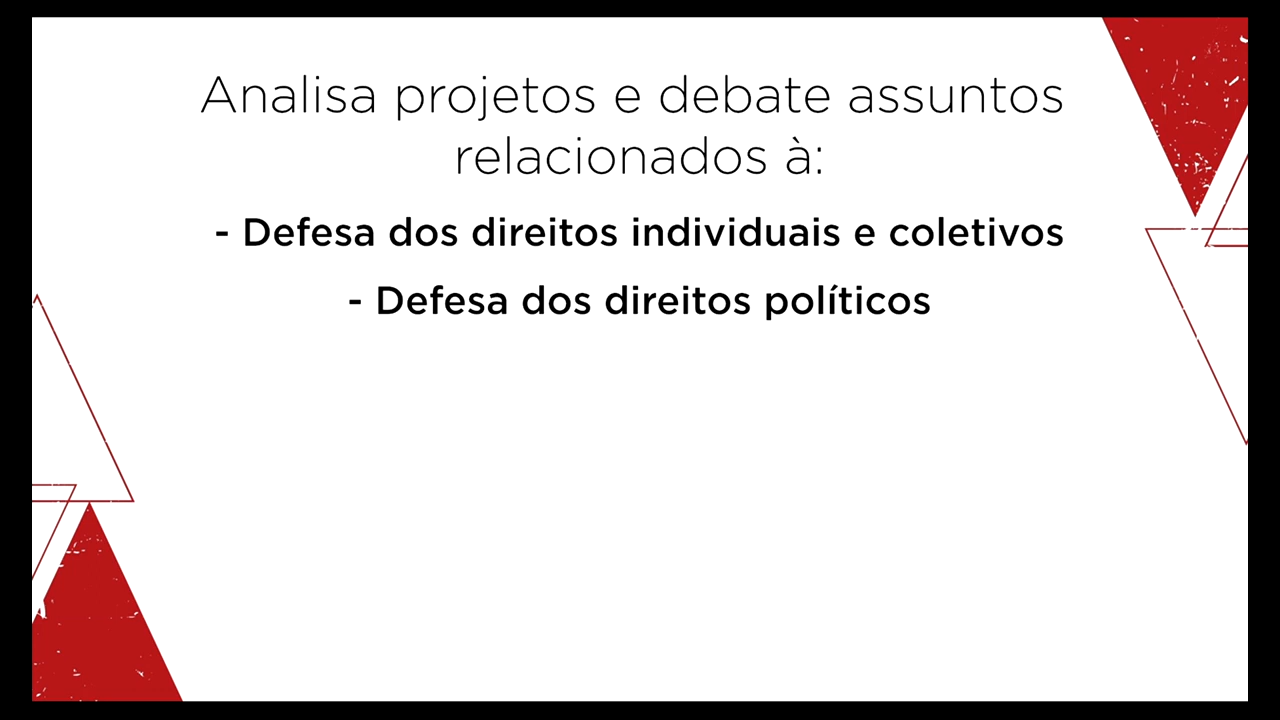 Analisa projetos e debate assuntos
relacionados à:
- Defesa dos direitos individuais e coletivos
- Defesa dos direitos políticos